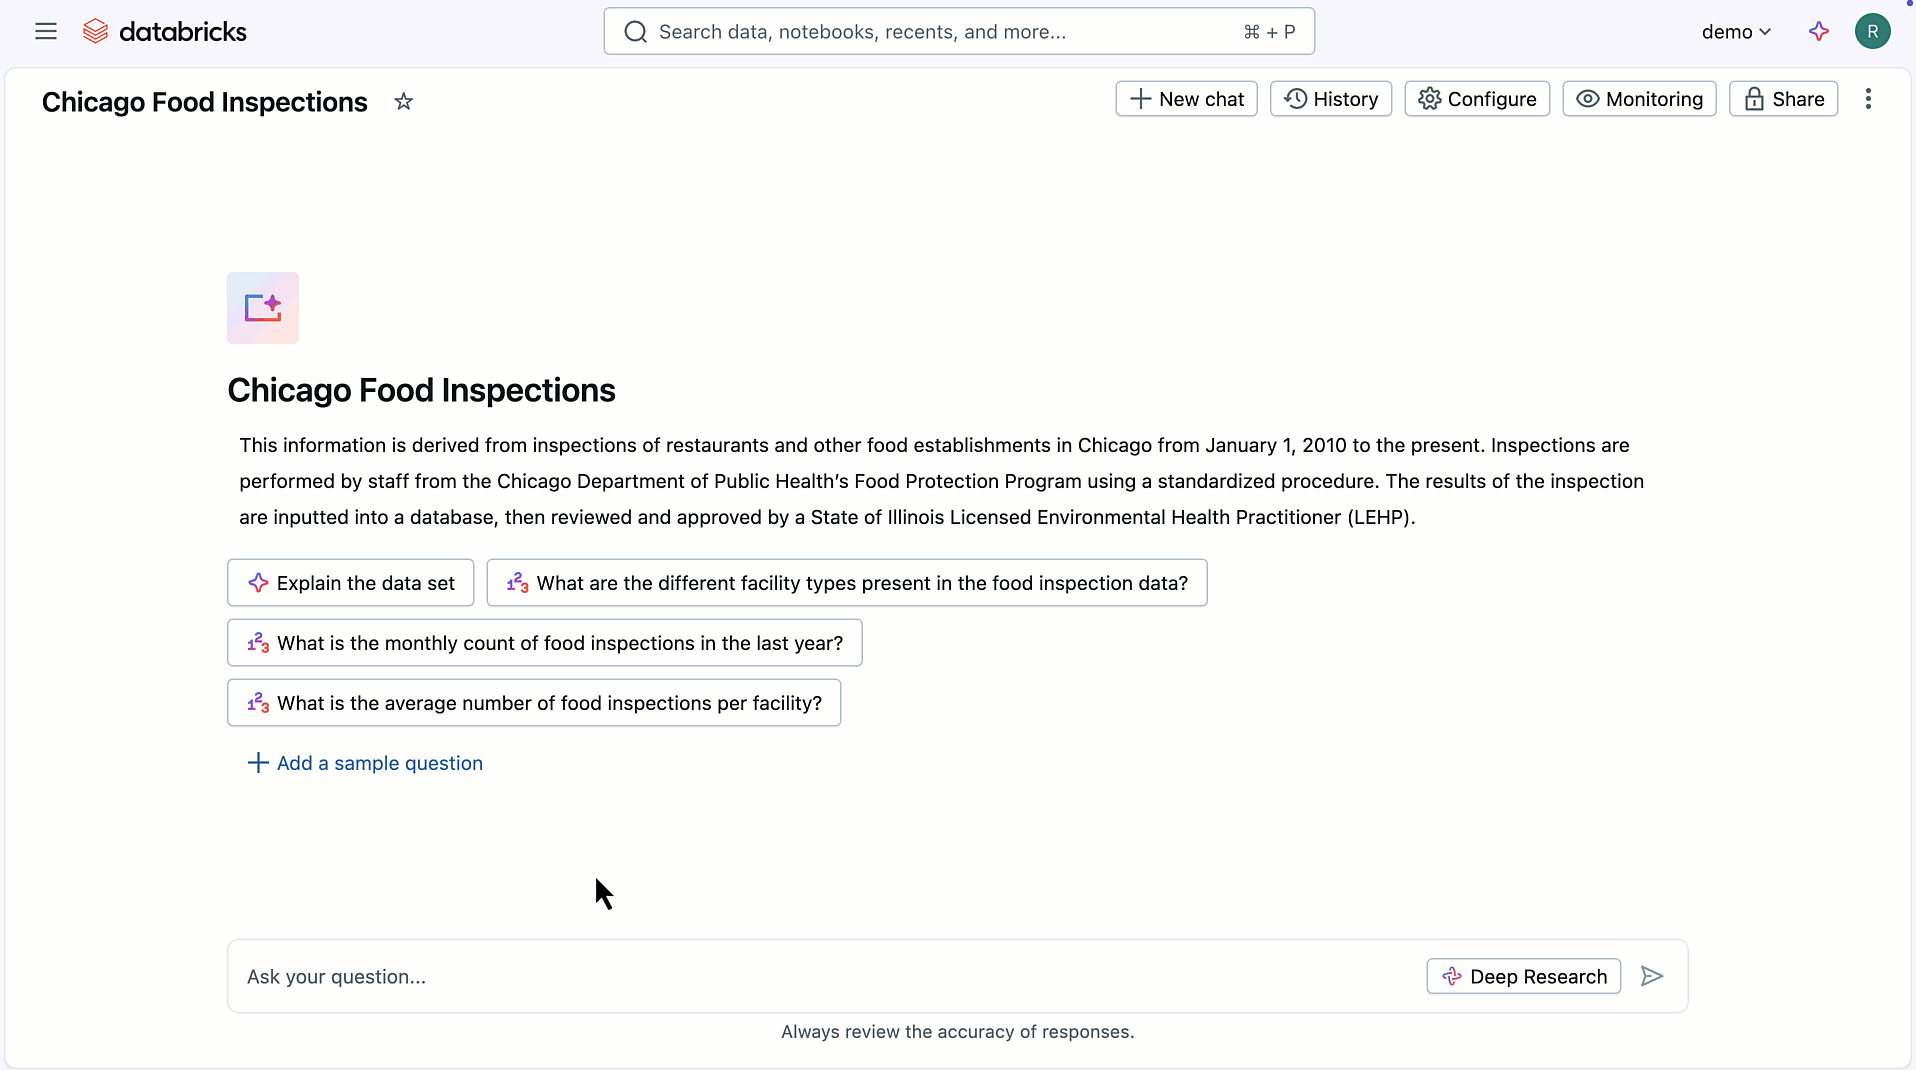 databricks
Search data, notebooks, recents, and more...
⌘ + P
demo
R
Chicago Food Inspections
New chat
History
Configure
Monitoring
Share
Chicago Food Inspections
This information is derived from inspections of restaurants and other food establishments in Chicago from January 1, 2010 to the present. Inspections are
performed by staff from the Chicago Department of Public Health’s Food Protection Program using a standardized procedure. The results of the inspection
are inputted into a database, then reviewed and approved by a State of Illinois Licensed Environmental Health Practitioner (LEHP).
Explain the data set
123 What are the different facility types present in the food inspection data?
123 What is the monthly count of food inspections in the last year?
123 What is the average number of food inspections per facility?
Add a sample question
Ask your question...
Deep Research
Always review the accuracy of responses.